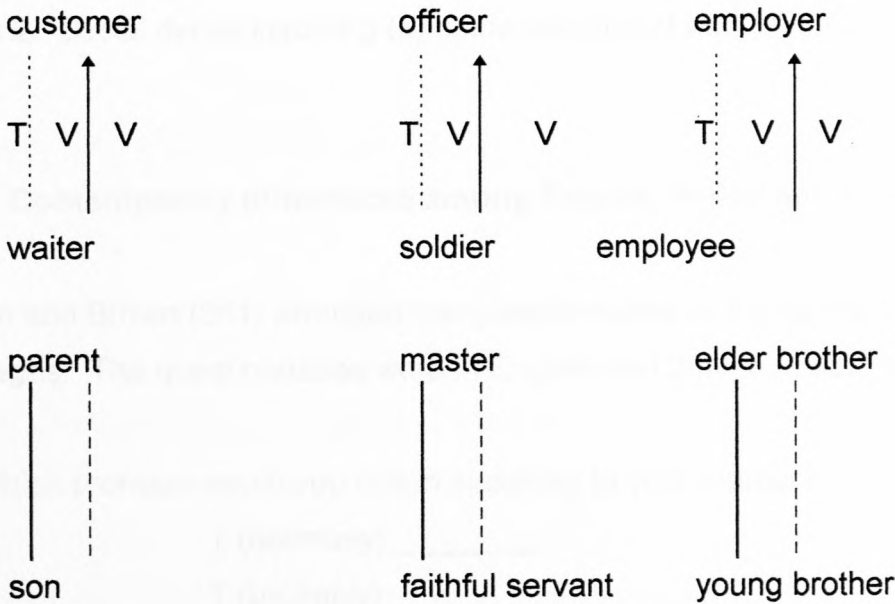 customer officer employer
T V V T V V T V V
waiter soldier employee
parent master elder brother
son faithful servant young brother